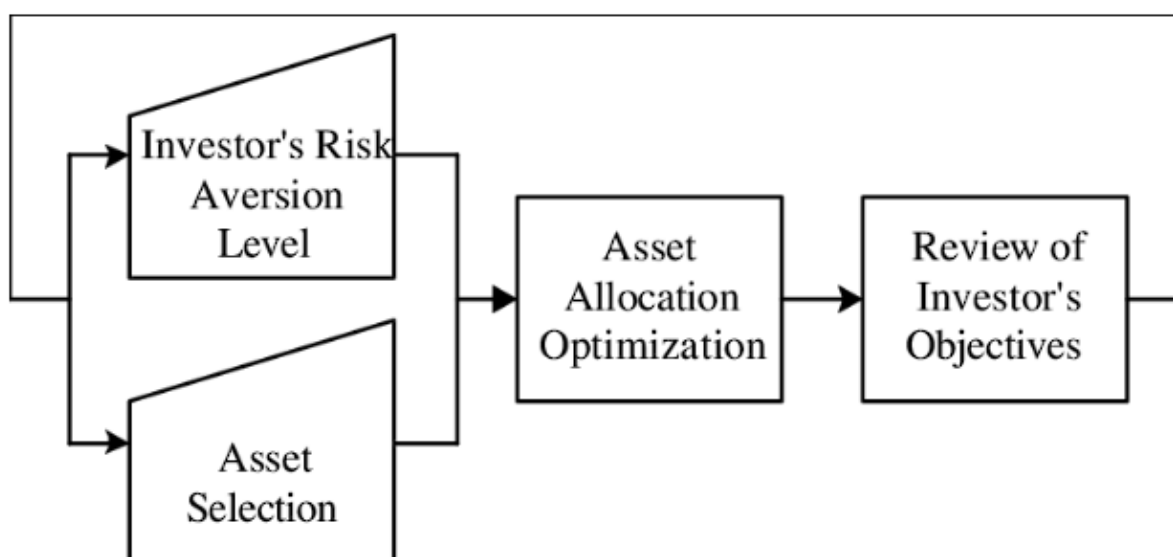 Investor's Risk
Aversion
Level
Asset
Selection
Asset
Allocation
Optimization
Review of
Investor's
Objectives